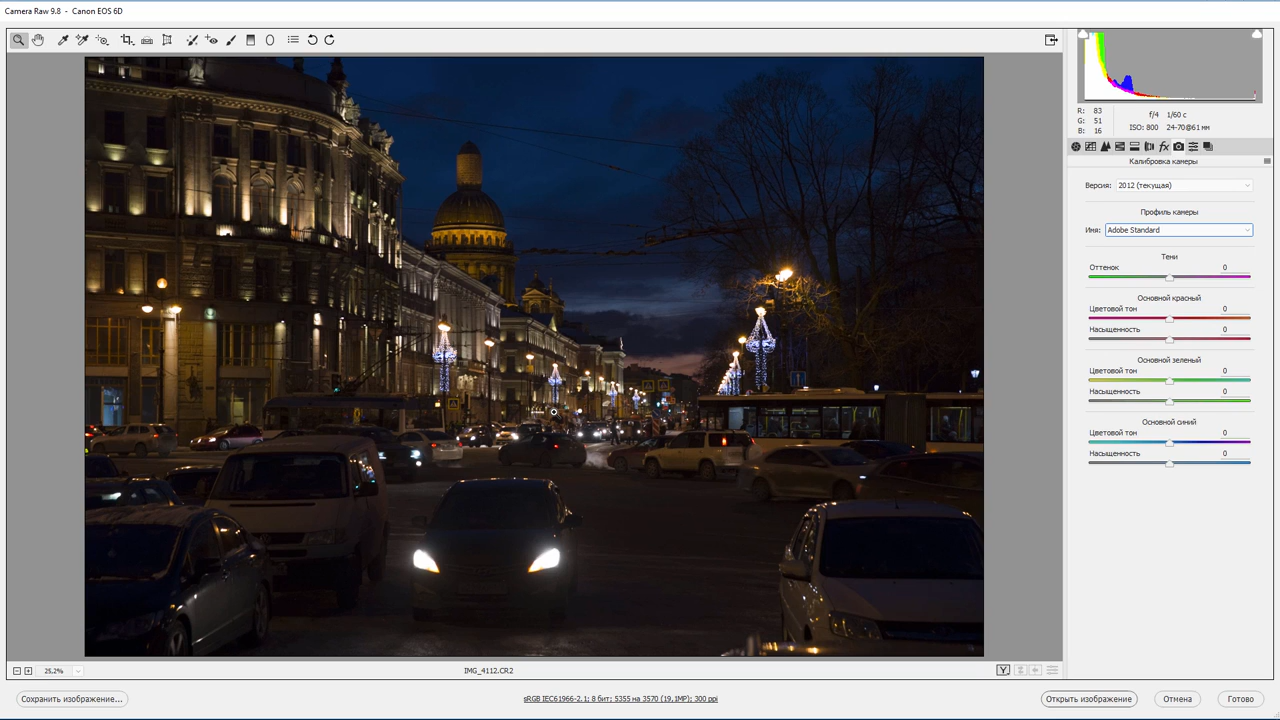 Camera Raw 9.8 - Canon EOS 6D
R: 83
G: 51
B: 16
f/4 1/60 с
ISO: 800 24-70@61 мм
fx
Калибровка камеры
Версия: 2012 (текущая)
Профиль камеры
Имя: Adobe Standard
Тени
Оттенок 0
Основной красный
Цветовой тон 0
Насыщенность 0
Основной зеленый
Цветовой тон 0
Насыщенность 0
Основной синий
Цветовой тон 0
Насыщенность 0
25,2%
IMG_4112.CR2
Y
Сохранить изображение...
sRGB IEC61966-2.1; 8 бит; 5355 на 3570 (19,1MP); 300 ppi
Открыть изображение
Отмена
Готово